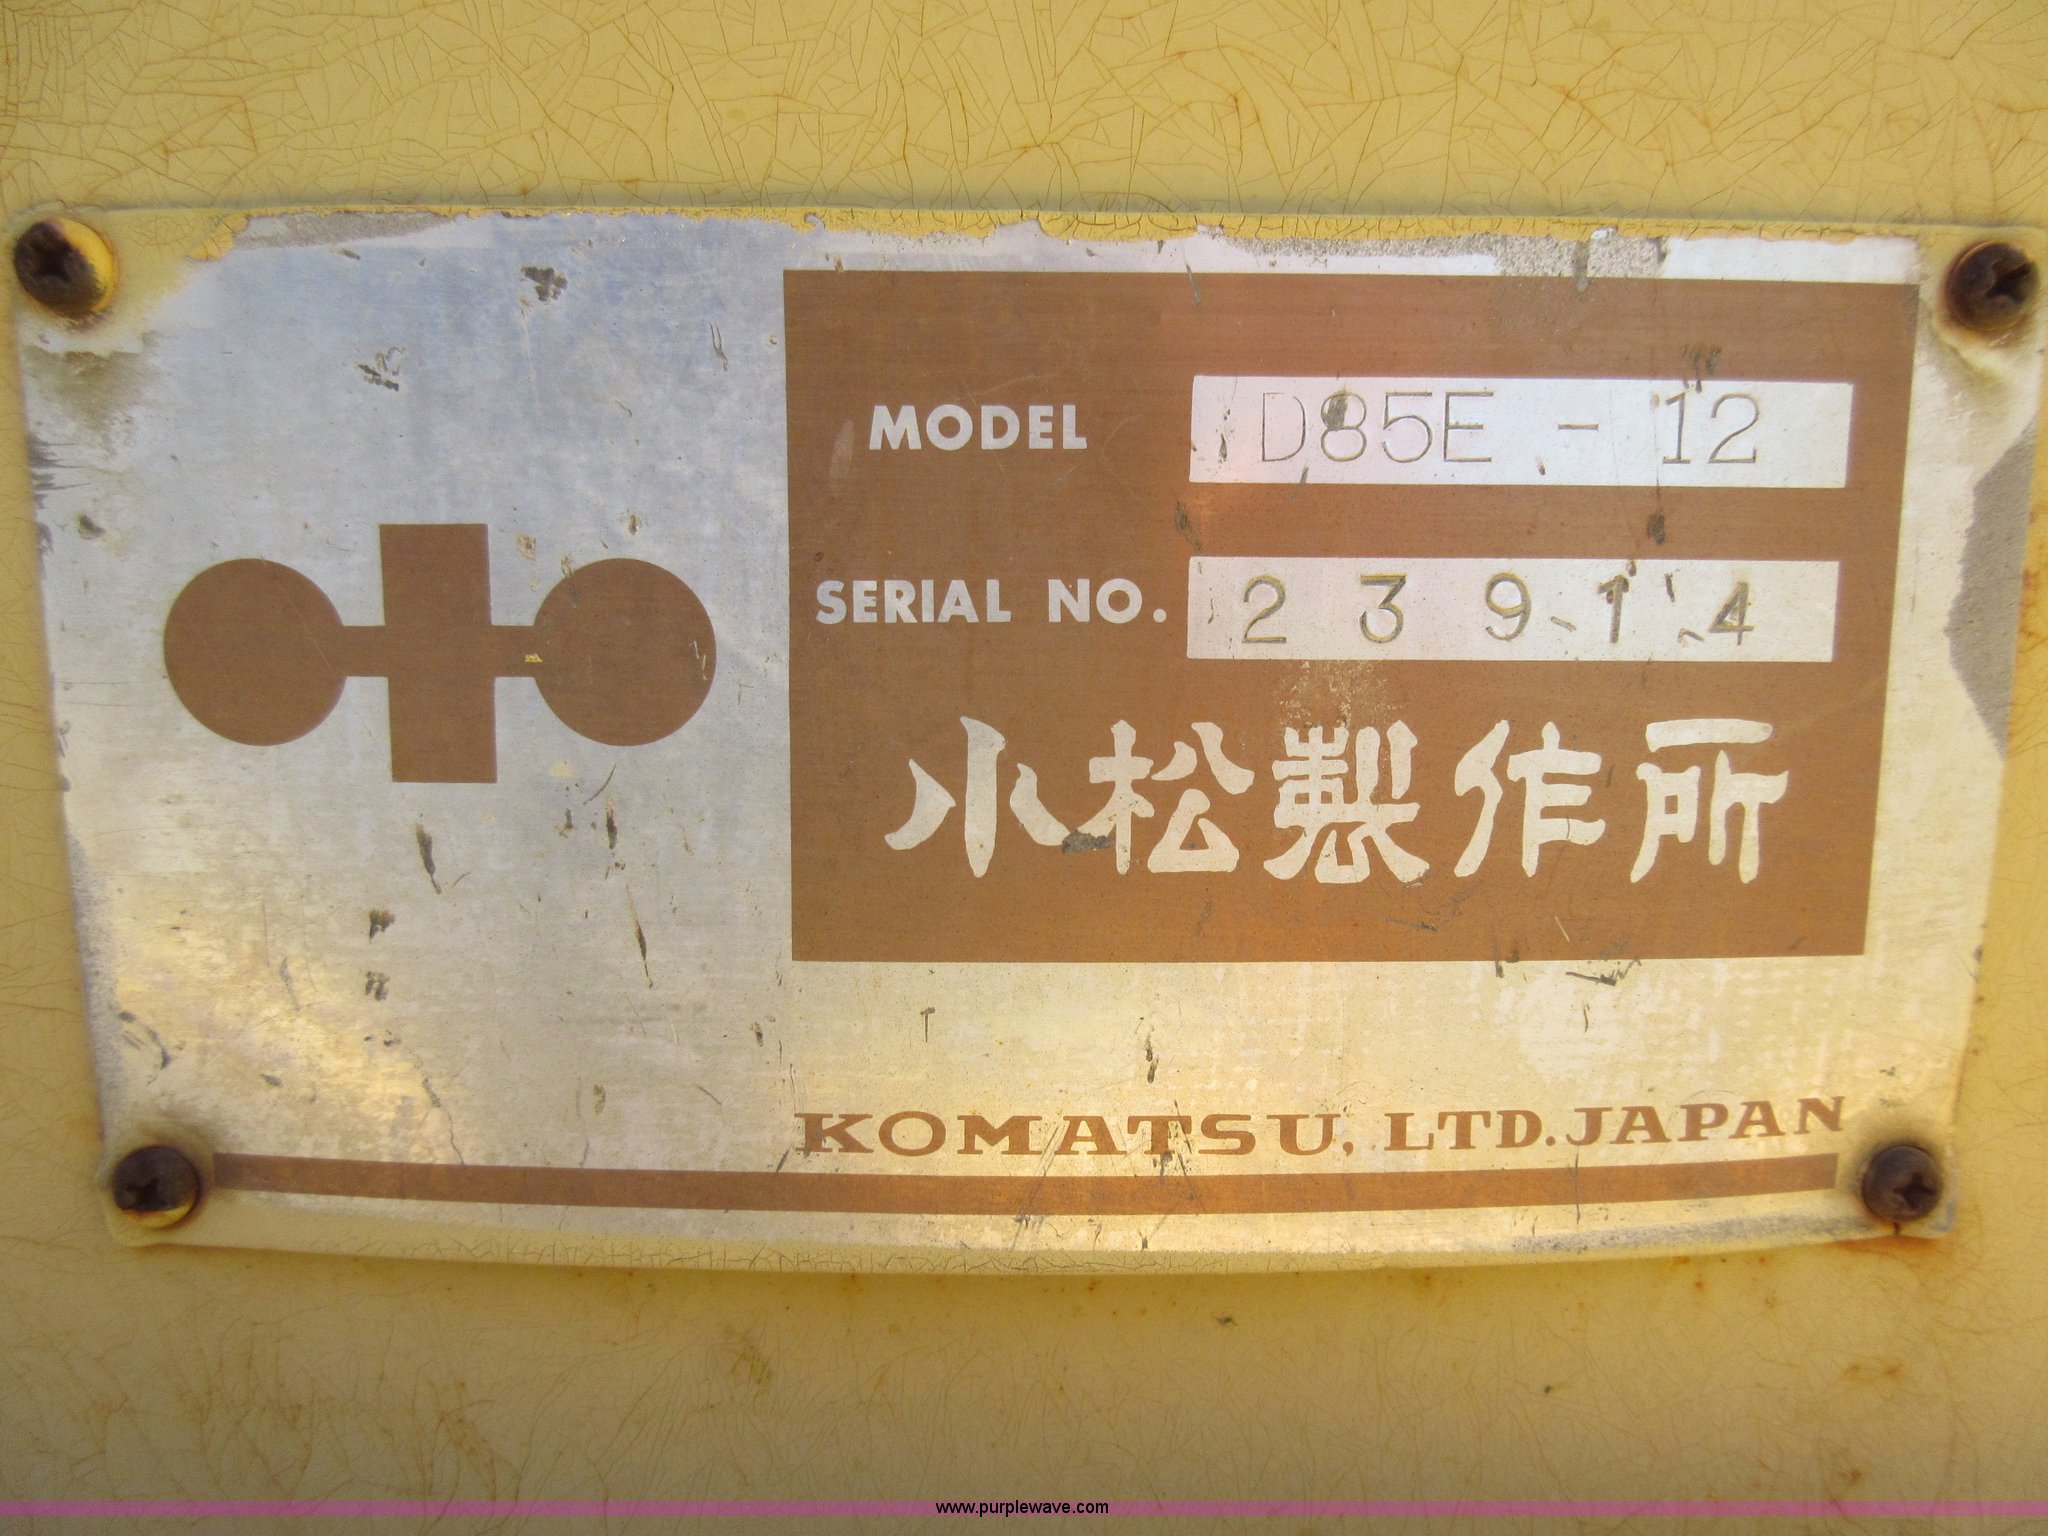 MODEL D85E - 12
SERIAL NO. 2 3 9 1 4
小松製作所
KOMATSU, LTD. JAPAN
www.purplewave.com